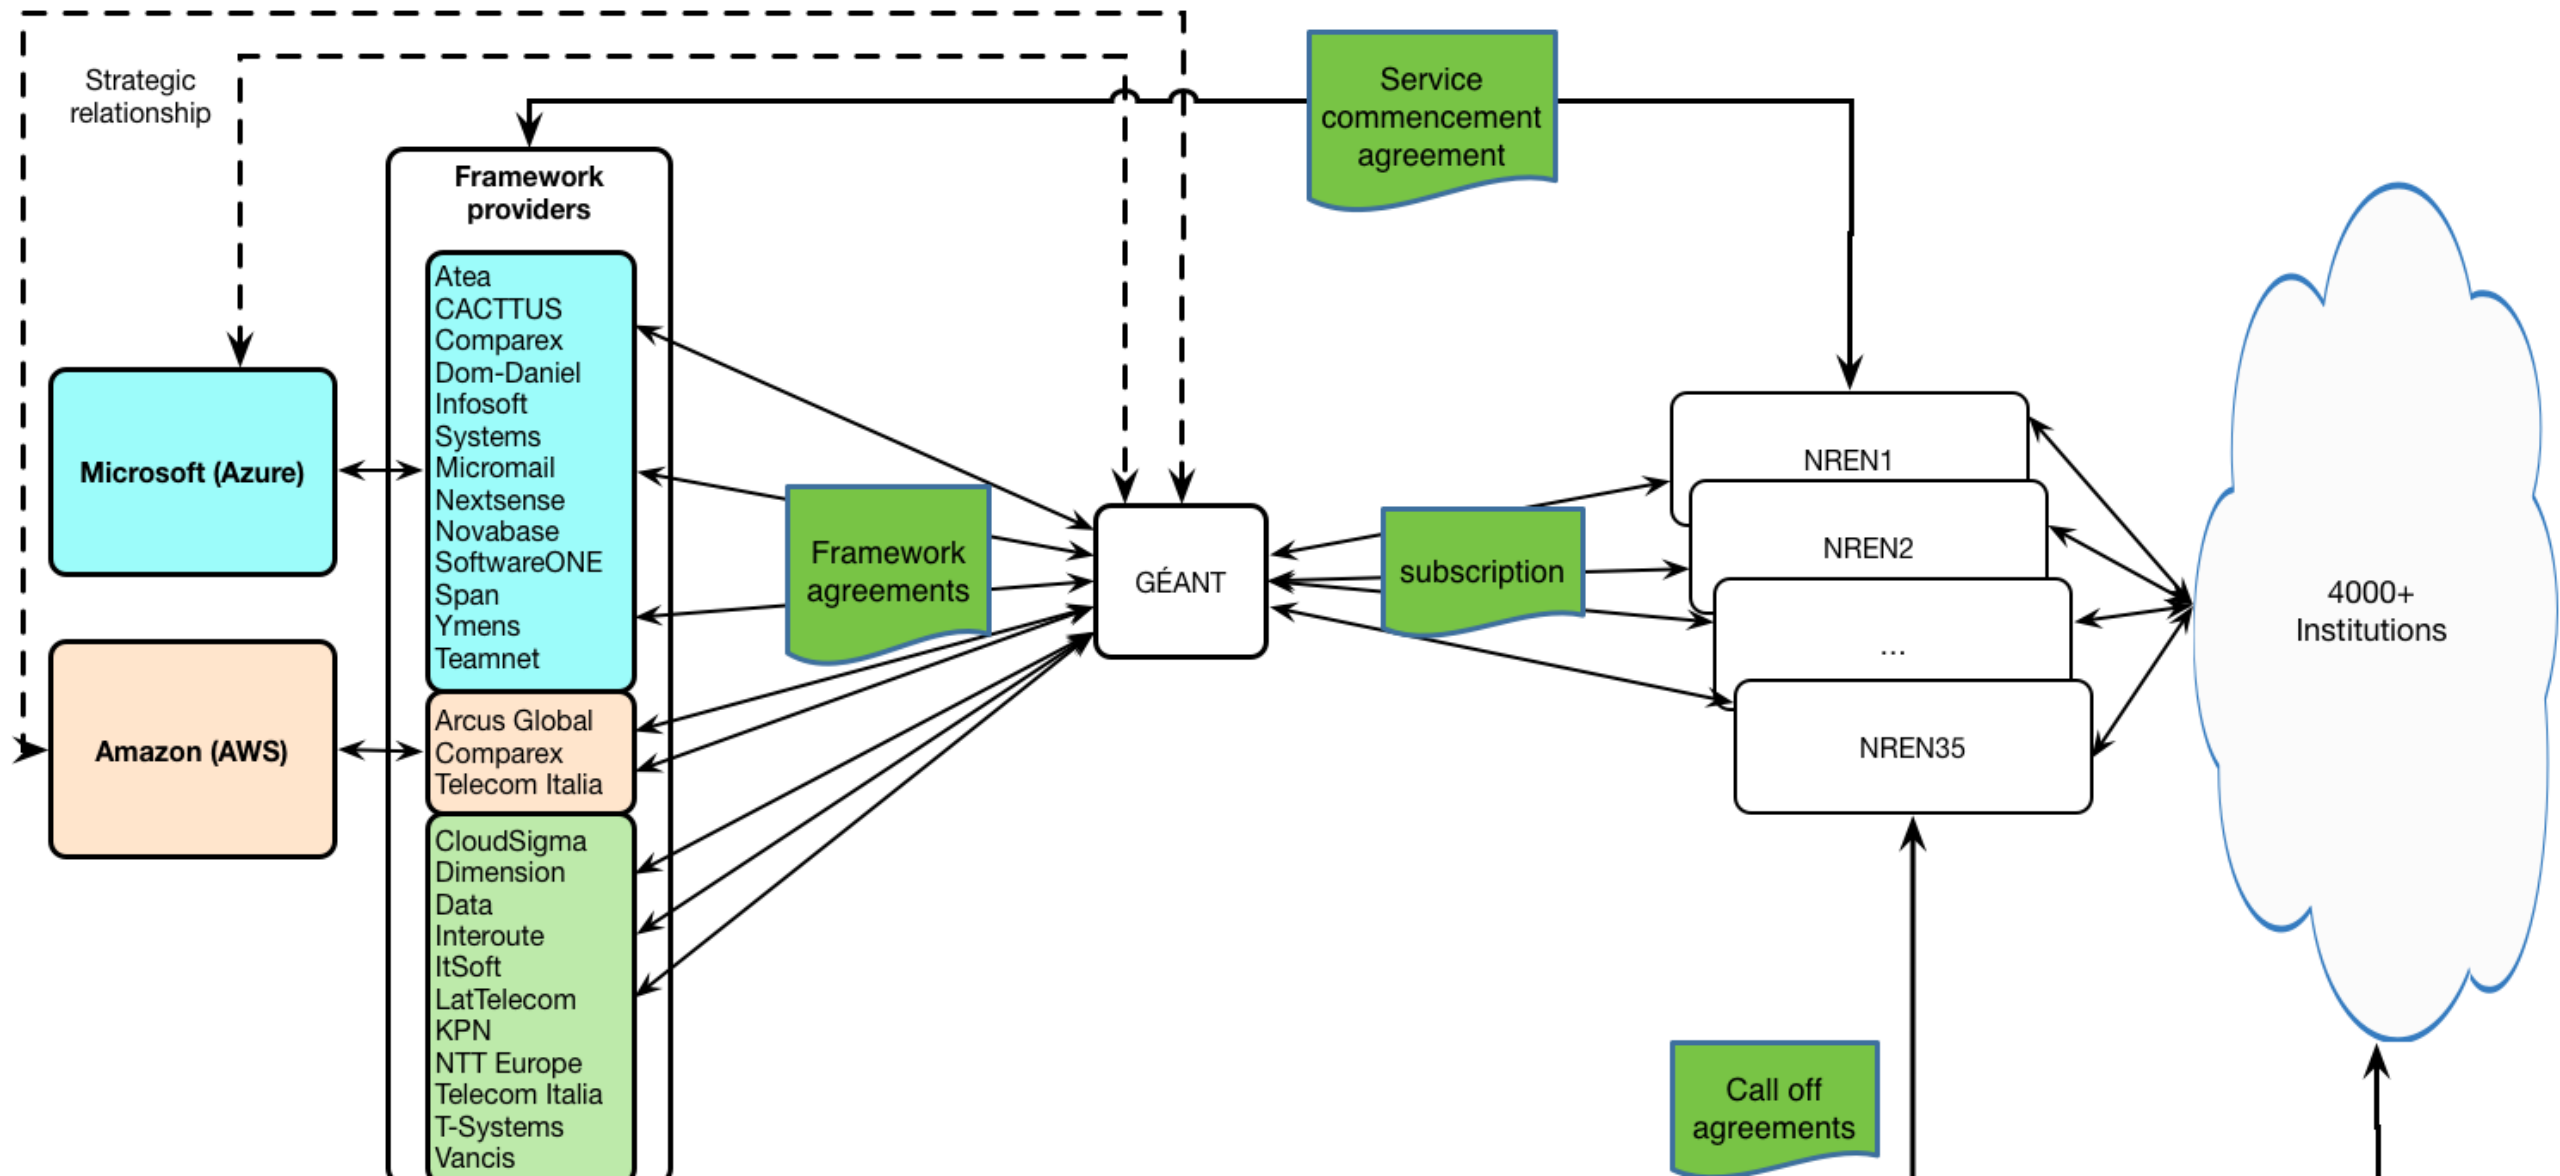 Strategic
relationship
Service
commencement
agreement
Framework
providers
Atea
CACTTUS
Comparex
Dom-Daniel
Infosoft
Systems
Micromail
Nextsense
Novabase
SoftwareONE
Span
Ymens
Teamnet
Arcus Global
Comparex
Telecom Italia
CloudSigma
Dimension
Data
Interoute
ItSoft
LatTelecom
KPN
NTT Europe
Telecom Italia
T-Systems
Vancis
Microsoft (Azure)
Amazon (AWS)
Framework
agreements
GÉANT
subscription
NREN1
NREN2
...
NREN35
4000+
Institutions
Call off
agreements